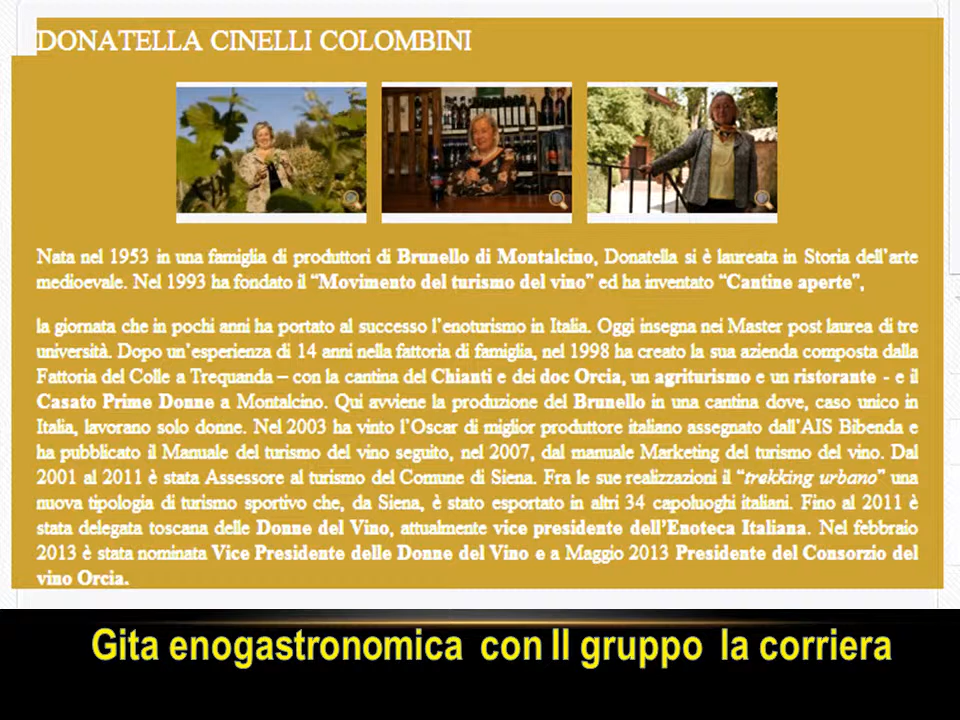 DONATELLA CINELLI COLOMBINI
Nata nel 1953 in una famiglia di produttori di Brunello di Montalcino, Donatella si è laureata in Storia dell'arte
medioevale. Nel 1993 ha fondato il “Movimento del turismo del vino” ed ha inventato “Cantine aperte”,
la giornata che in pochi anni ha portato al successo l'enoturismo in Italia. Oggi insegna nei Master post laurea di tre
università. Dopo un'esperienza di 14 anni nella fattoria di famiglia, nel 1998 ha creato la sua azienda composta dalla
Fattoria del Colle a Trequanda – con la cantina del Chianti e dei doc Orcia, un agriturismo e un ristorante - e il
Casato Prime Donne a Montalcino. Qui avviene la produzione del Brunello in una cantina dove, caso unico in
Italia, lavorano solo donne. Nel 2003 ha vinto l'Oscar di miglior produttore italiano assegnato dall'AIS Bibenda e
ha pubblicato il Manuale del turismo del vino seguito, nel 2007, dal manuale Marketing del turismo del vino. Dal
2001 al 2011 è stata Assessore al turismo del Comune di Siena. Fra le sue realizzazioni il “trekking urbano” una
nuova tipologia di turismo sportivo che, da Siena, è stato esportato in altri 34 capoluoghi italiani. Fino al 2011 è
stata delegata toscana delle Donne del Vino, attualmente vice presidente dell'Enoteca Italiana. Nel febbraio
2013 è stata nominata Vice Presidente delle Donne del Vino e a Maggio 2013 Presidente del Consorzio del
vino Orcia.
Gita enogastronomica con Il gruppo la corriera